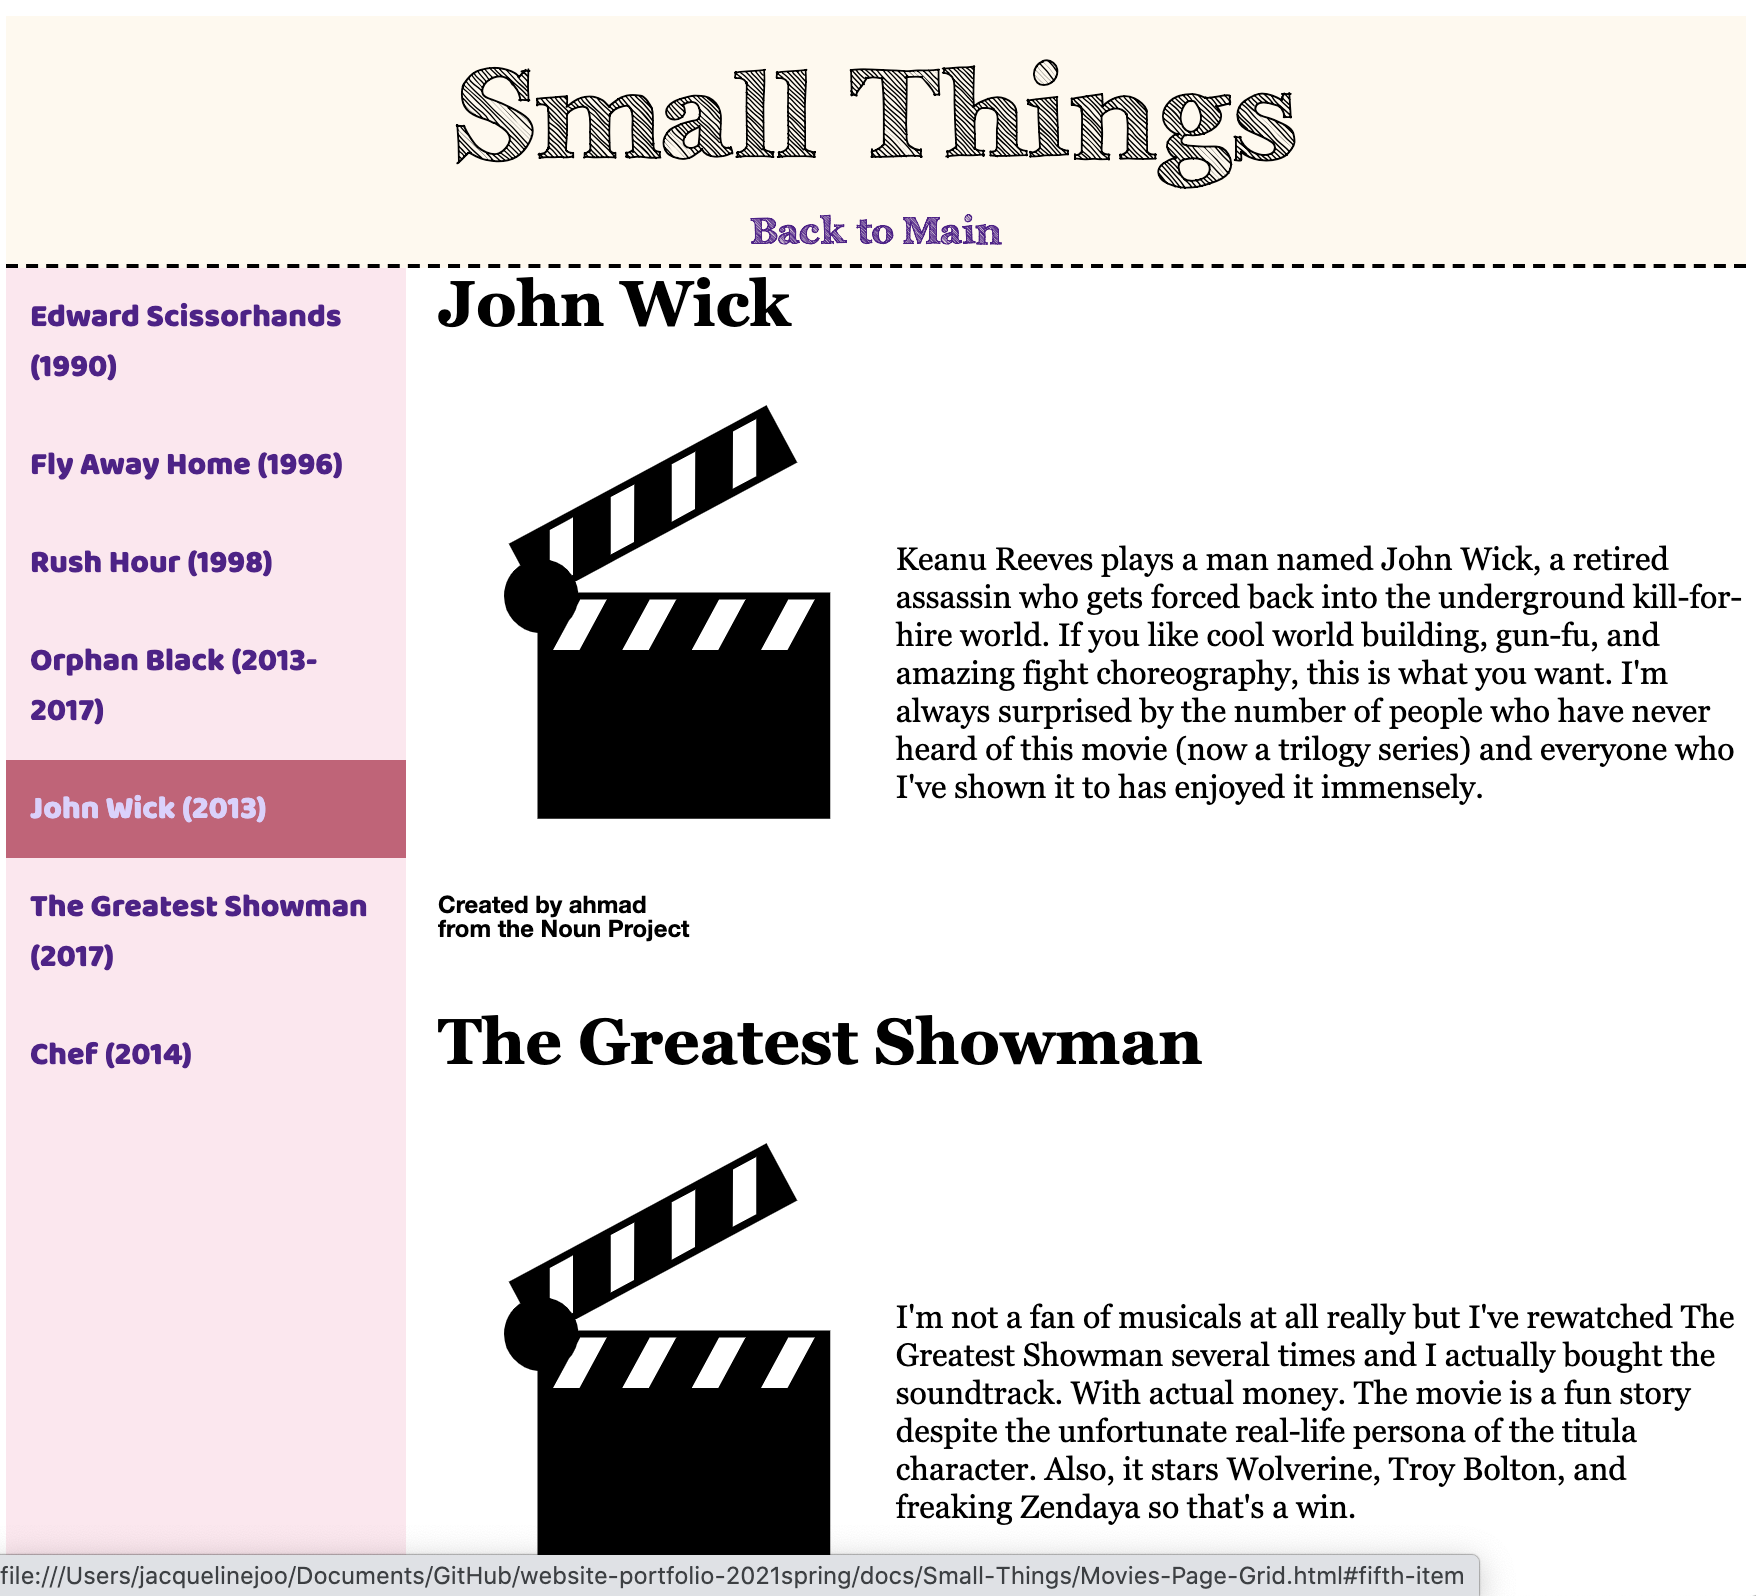 Small Things
Back to Main
Edward Scissorhands
(1990)
Fly Away Home (1996)
Rush Hour (1998)
Orphan Black (2013-
2017)
John Wick (2013)
The Greatest Showman
(2017)
Chef (2014)
John Wick
Keanu Reeves plays a man named John Wick, a retired
assassin who gets forced back into the underground kill-for-
hire world. If you like cool world building, gun-fu, and
amazing fight choreography, this is what you want. I'm
always surprised by the number of people who have never
heard of this movie (now a trilogy series) and everyone who
I've shown it to has enjoyed it immensely.
Created by ahmad
from the Noun Project
The Greatest Showman
I'm not a fan of musicals at all really but I've rewatched The
Greatest Showman several times and I actually bought the
soundtrack. With actual money. The movie is a fun story
despite the unfortunate real-life persona of the titula
character. Also, it stars Wolverine, Troy Bolton, and
freaking Zendaya so that's a win.
file:///Users/jacquelinejoo/Documents/GitHub/website-portfolio-2021spring/docs/Small-Things/Movies-Page-Grid.html#fifth-item